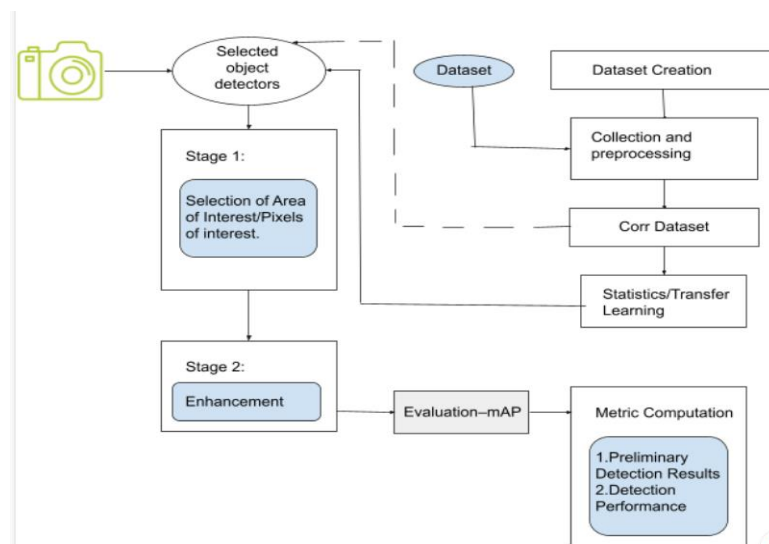 Selected
object
detectors
Dataset
Dataset Creation
Collection and
preprocessing
Stage 1:
Selection of Area
of Interest/Pixels
of interest.
Corr Dataset
Statistics/Transfer
Learning
Stage 2:
Enhancement
Evaluation–mAP
Metric Computation
1.Preliminary
Detection Results
2.Detection
Performance